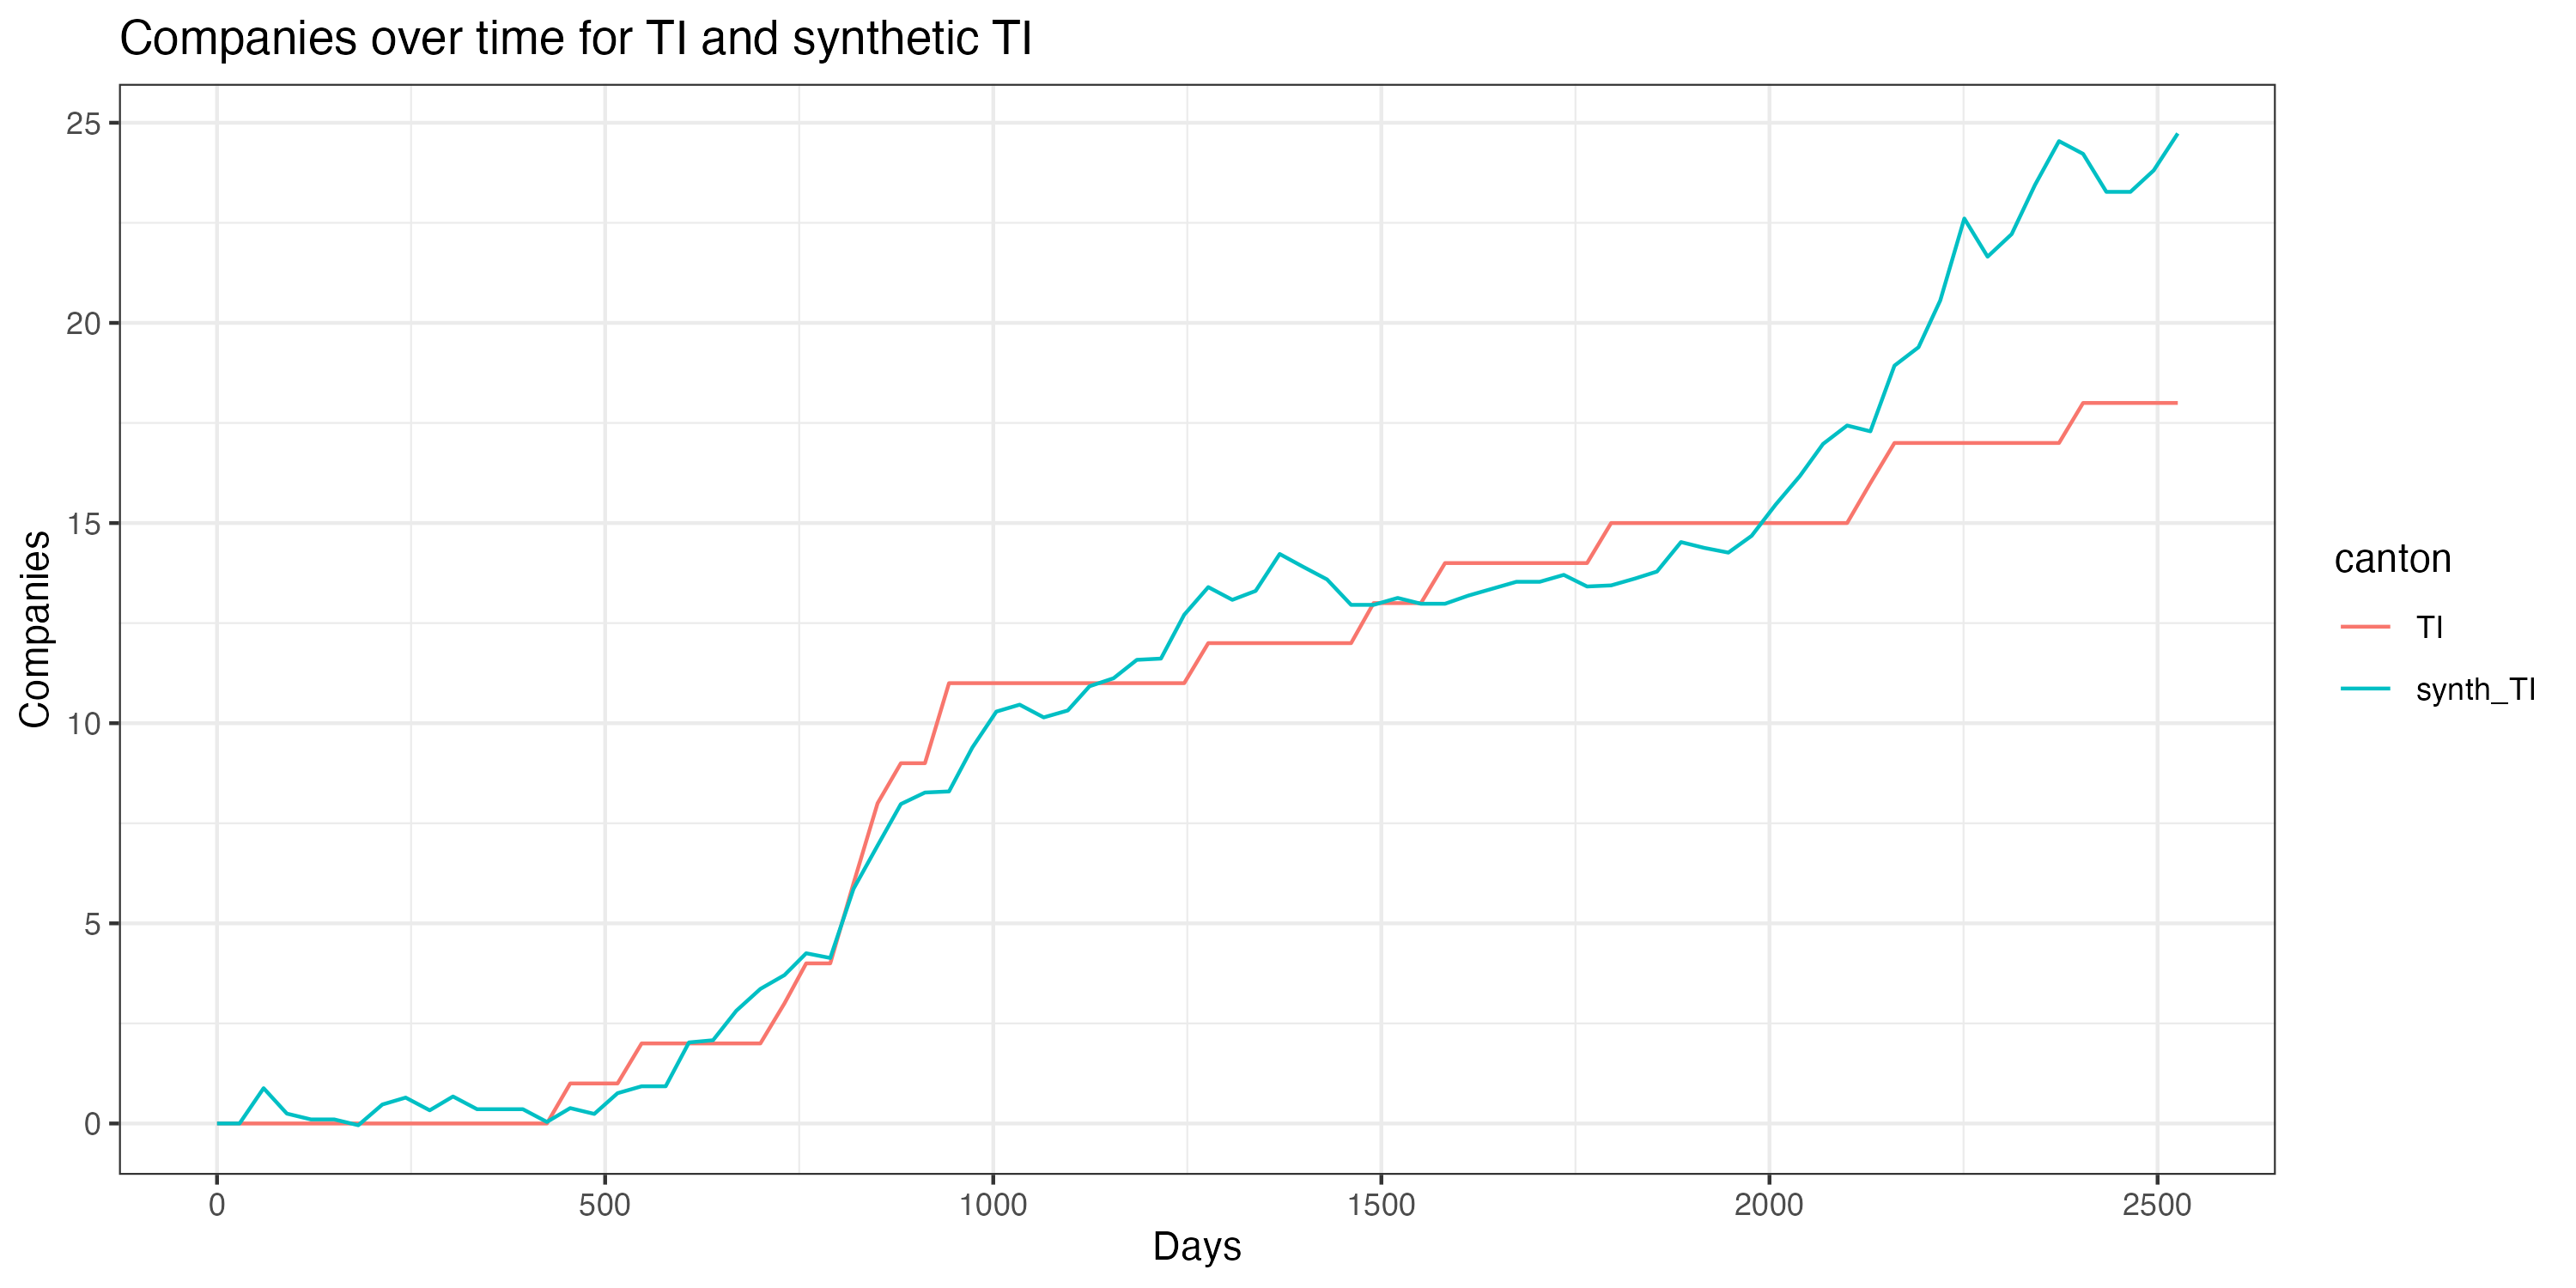 Companies over time for TI and synthetic TI
Companies
25
20
15
10
5
0
0 500 1000 1500 2000 2500
Days
canton
TI
synth_TI